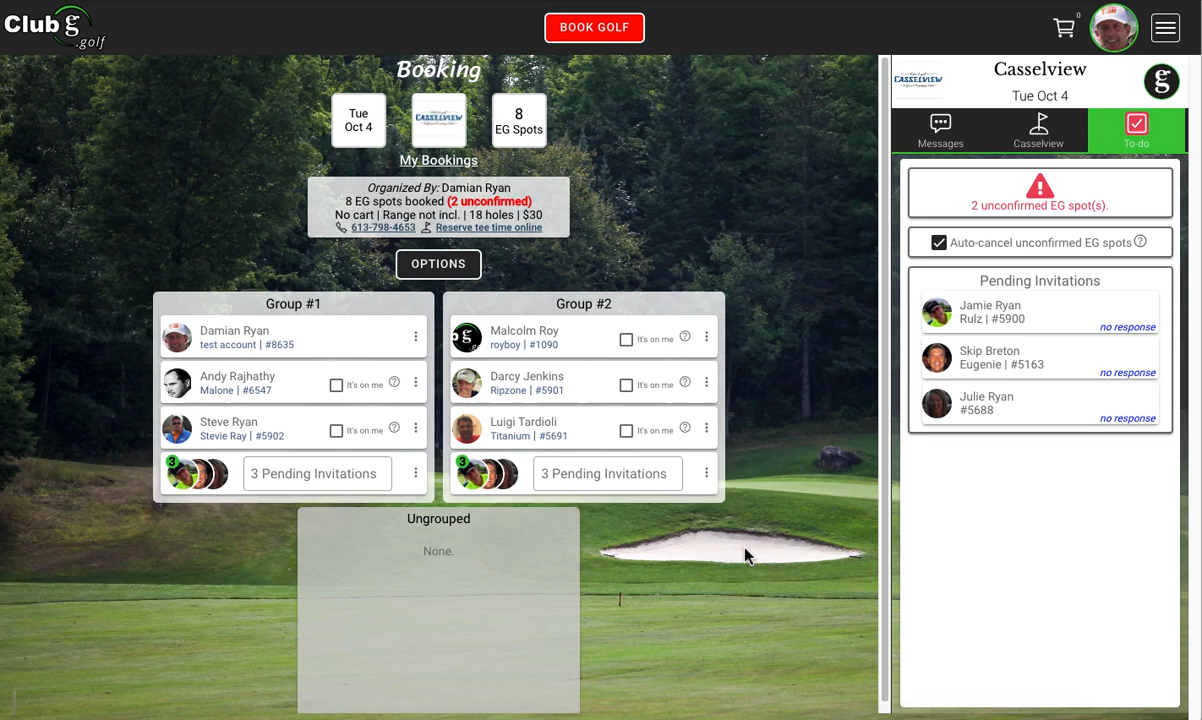 Club g
.golf
BOOK GOLF
0
Booking
Tue
Oct 4
CASSELVIEW
8
EG Spots
My Bookings
Organized By: Damian Ryan
8 EG spots booked (2 unconfirmed)
No cart | Range not incl. | 18 holes | $30
613-798-4653 Reserve tee time online
OPTIONS
Group #1
Damian Ryan
test account | #8635
Andy Rajhathy
Malone | #6547
It's on me ?
Steve Ryan
Stevie Ray | #5902
It's on me ?
3
3 Pending Invitations
Group #2
Malcolm Roy
royboy | #1090
It's on me ?
Darcy Jenkins
Ripzone | #5901
It's on me ?
Luigi Tardioli
Titanium | #5691
It's on me ?
3
3 Pending Invitations
Ungrouped
None.
CASSELVIEW
Casselview
Tue Oct 4
g
Messages
Casselview
To-do
2 unconfirmed EG spot(s).
Auto-cancel unconfirmed EG spots ?
Pending Invitations
Jamie Ryan
Rulz | #5900
no response
Skip Breton
Eugenie | #5163
no response
Julie Ryan
#5688
no response